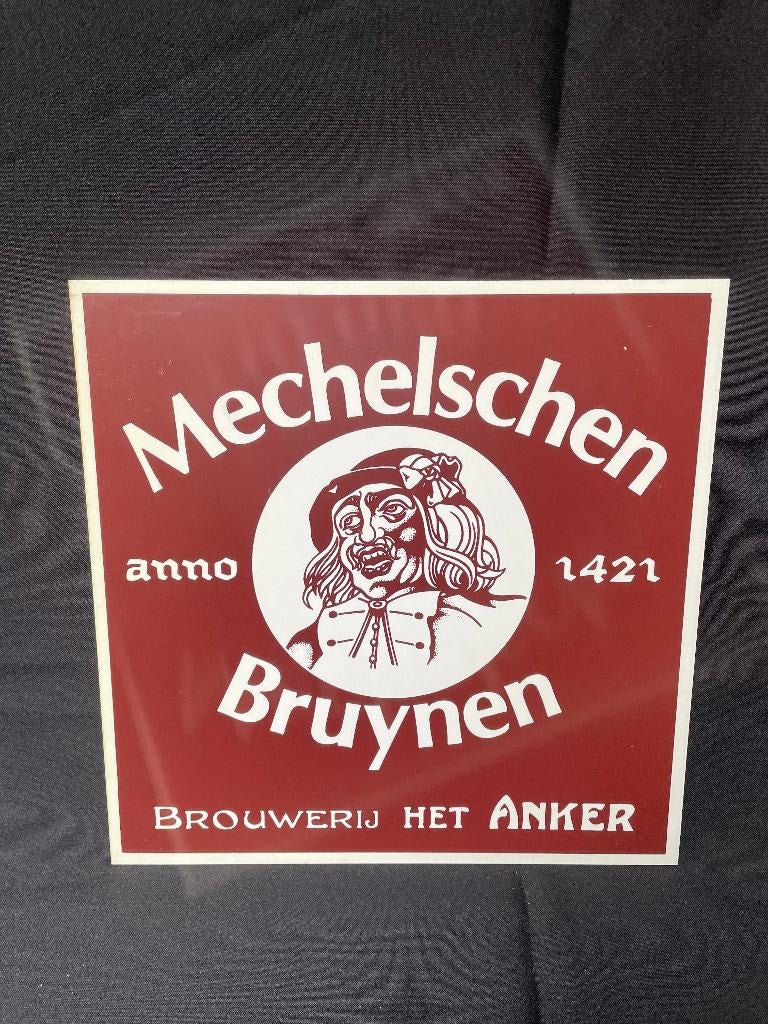 Mechelschen
anno 1421
Bruynen
BROUWERIJ HET ANKER